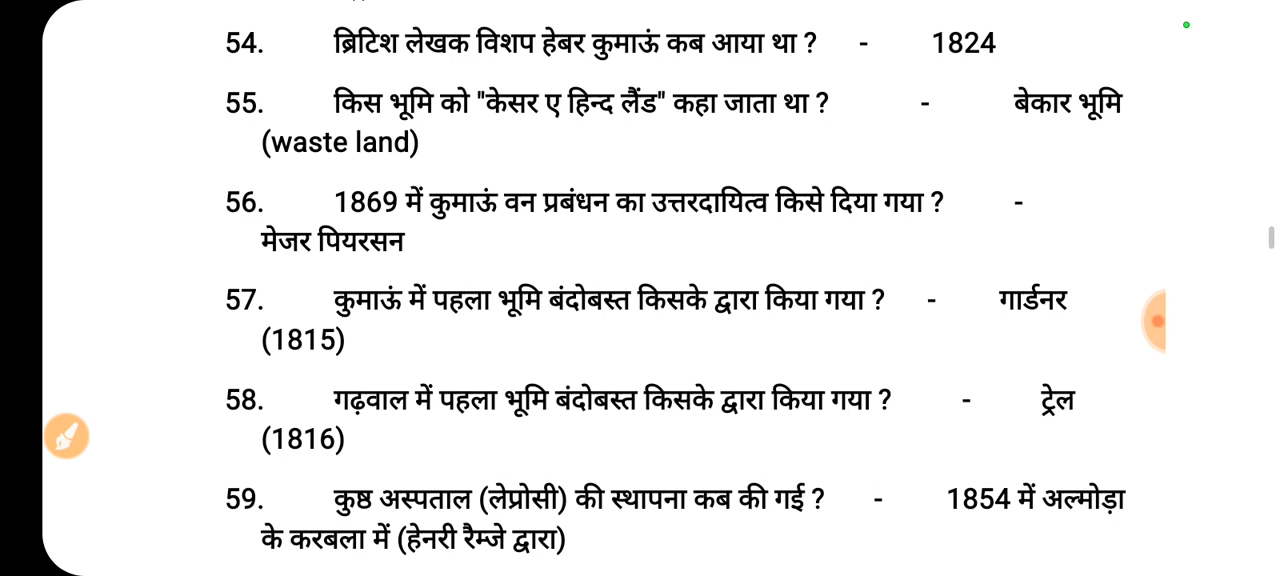 54. ब्रिटिश लेखक विशप हेबर कुमाऊं कब आया था ? - 1824
55. किस भूमि को "केसर ए हिन्द लैंड" कहा जाता था ? - बेकार भूमि
(waste land)
56. 1869 में कुमाऊं वन प्रबंधन का उत्तरदायित्व किसे दिया गया ? -
मेजर पियरसन
57. कुमाऊं में पहला भूमि बंदोबस्त किसके द्वारा किया गया ? - गार्डनर
(1815)
58. गढ़वाल में पहला भूमि बंदोबस्त किसके द्वारा किया गया ? - ट्रेल
(1816)
59. कुष्ठ अस्पताल (लेप्रोसी) की स्थापना कब की गई ? - 1854 में अल्मोड़ा
के करबला में (हेनरी रैम्जे द्वारा)